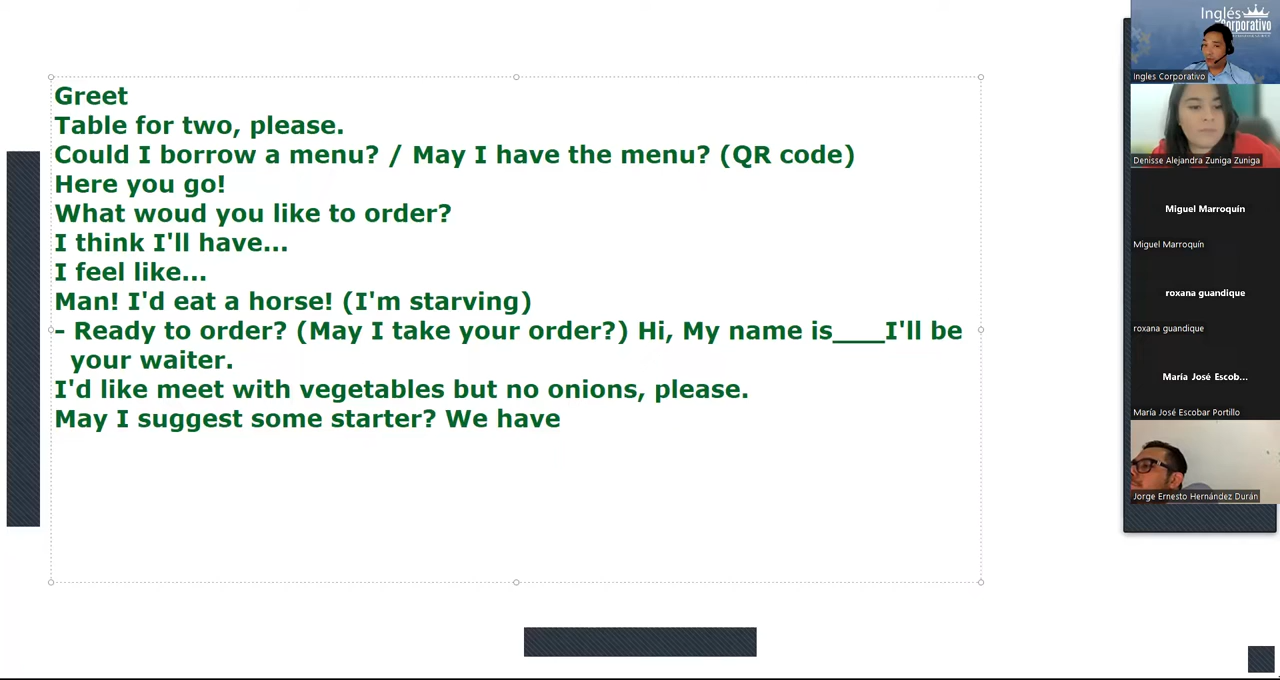 Greet
Table for two, please.
Could I borrow a menu? / May I have the menu? (QR code)
Here you go!
What woud you like to order?
I think I'll have...
I feel like...
Man! I'd eat a horse! (I'm starving)
- Ready to order? (May I take your order?) Hi, My name is___I'll be
your waiter.
I'd like meet with vegetables but no onions, please.
May I suggest some starter? We have
Inglés
Corporativo
Ingles Corporativo
Denisse Alejandra Zuniga Zuniga
Miguel Marroquín
Miguel Marroquín
roxana guandique
roxana guandique
María José Escob...
María José Escobar Portillo
Jorge Ernesto Hernández Durán